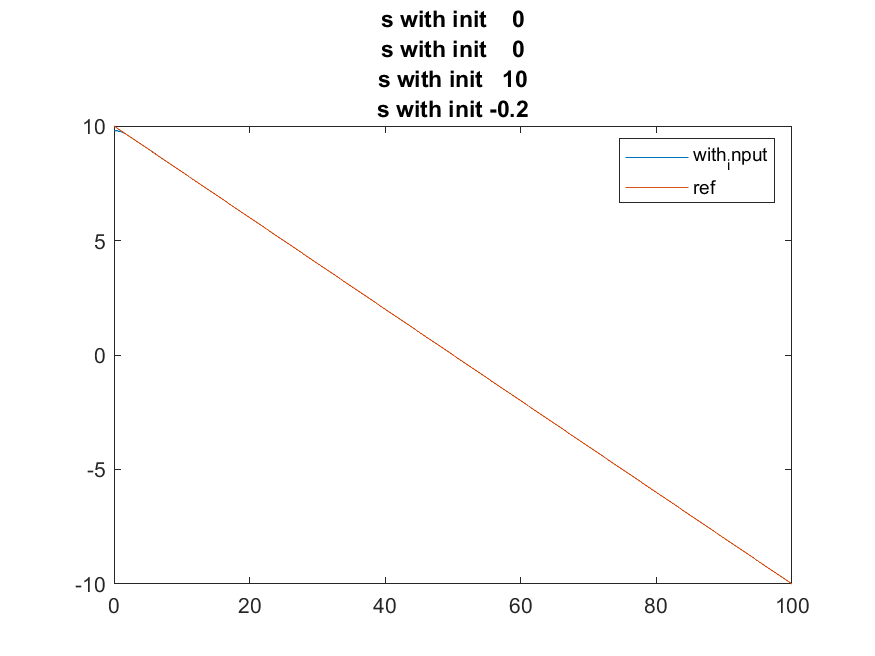 s with init    0
s with init    0
s with init   10
s with init -0.2
10
5
0
-5
-10
0 20 40 60 80 100
with_input
ref